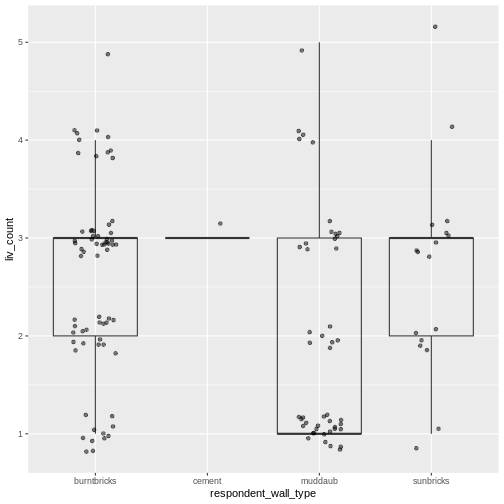 5
4
3
2
1
liv_count
burntbricks cement muddaub sunbricks
respondent_wall_type